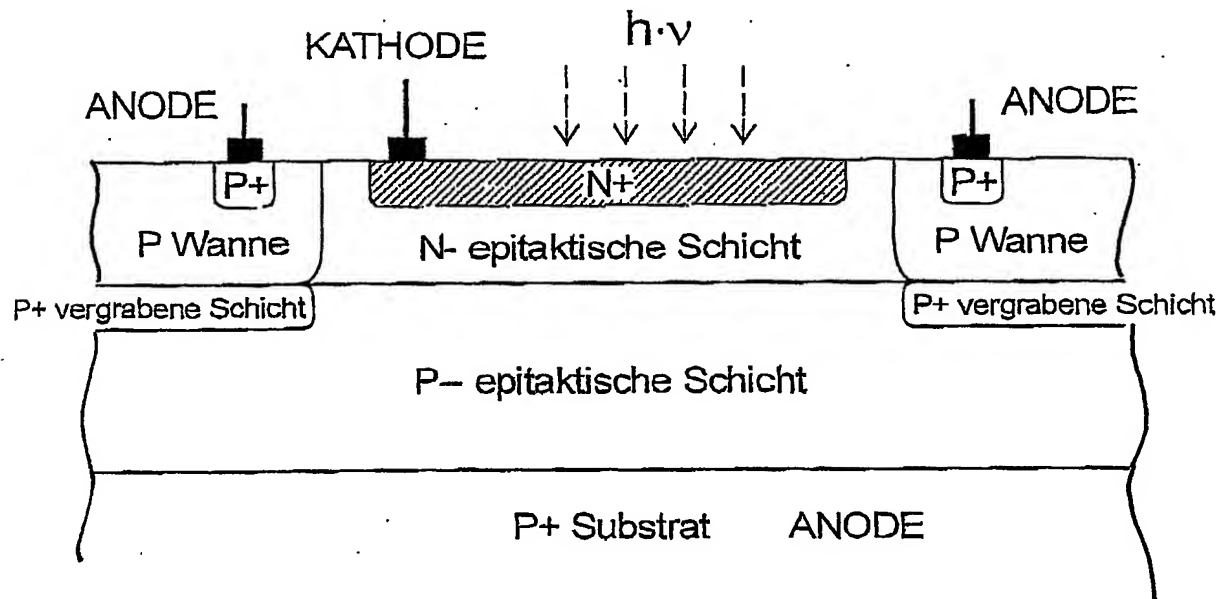 h·ν
KATHODE
ANODE
ANODE
P+
N+
P+
P Wanne
N- epitaktische Schicht
P Wanne
P+ vergrabene Schicht
P+ vergrabene Schicht
P– epitaktische Schicht
P+ Substrat ANODE